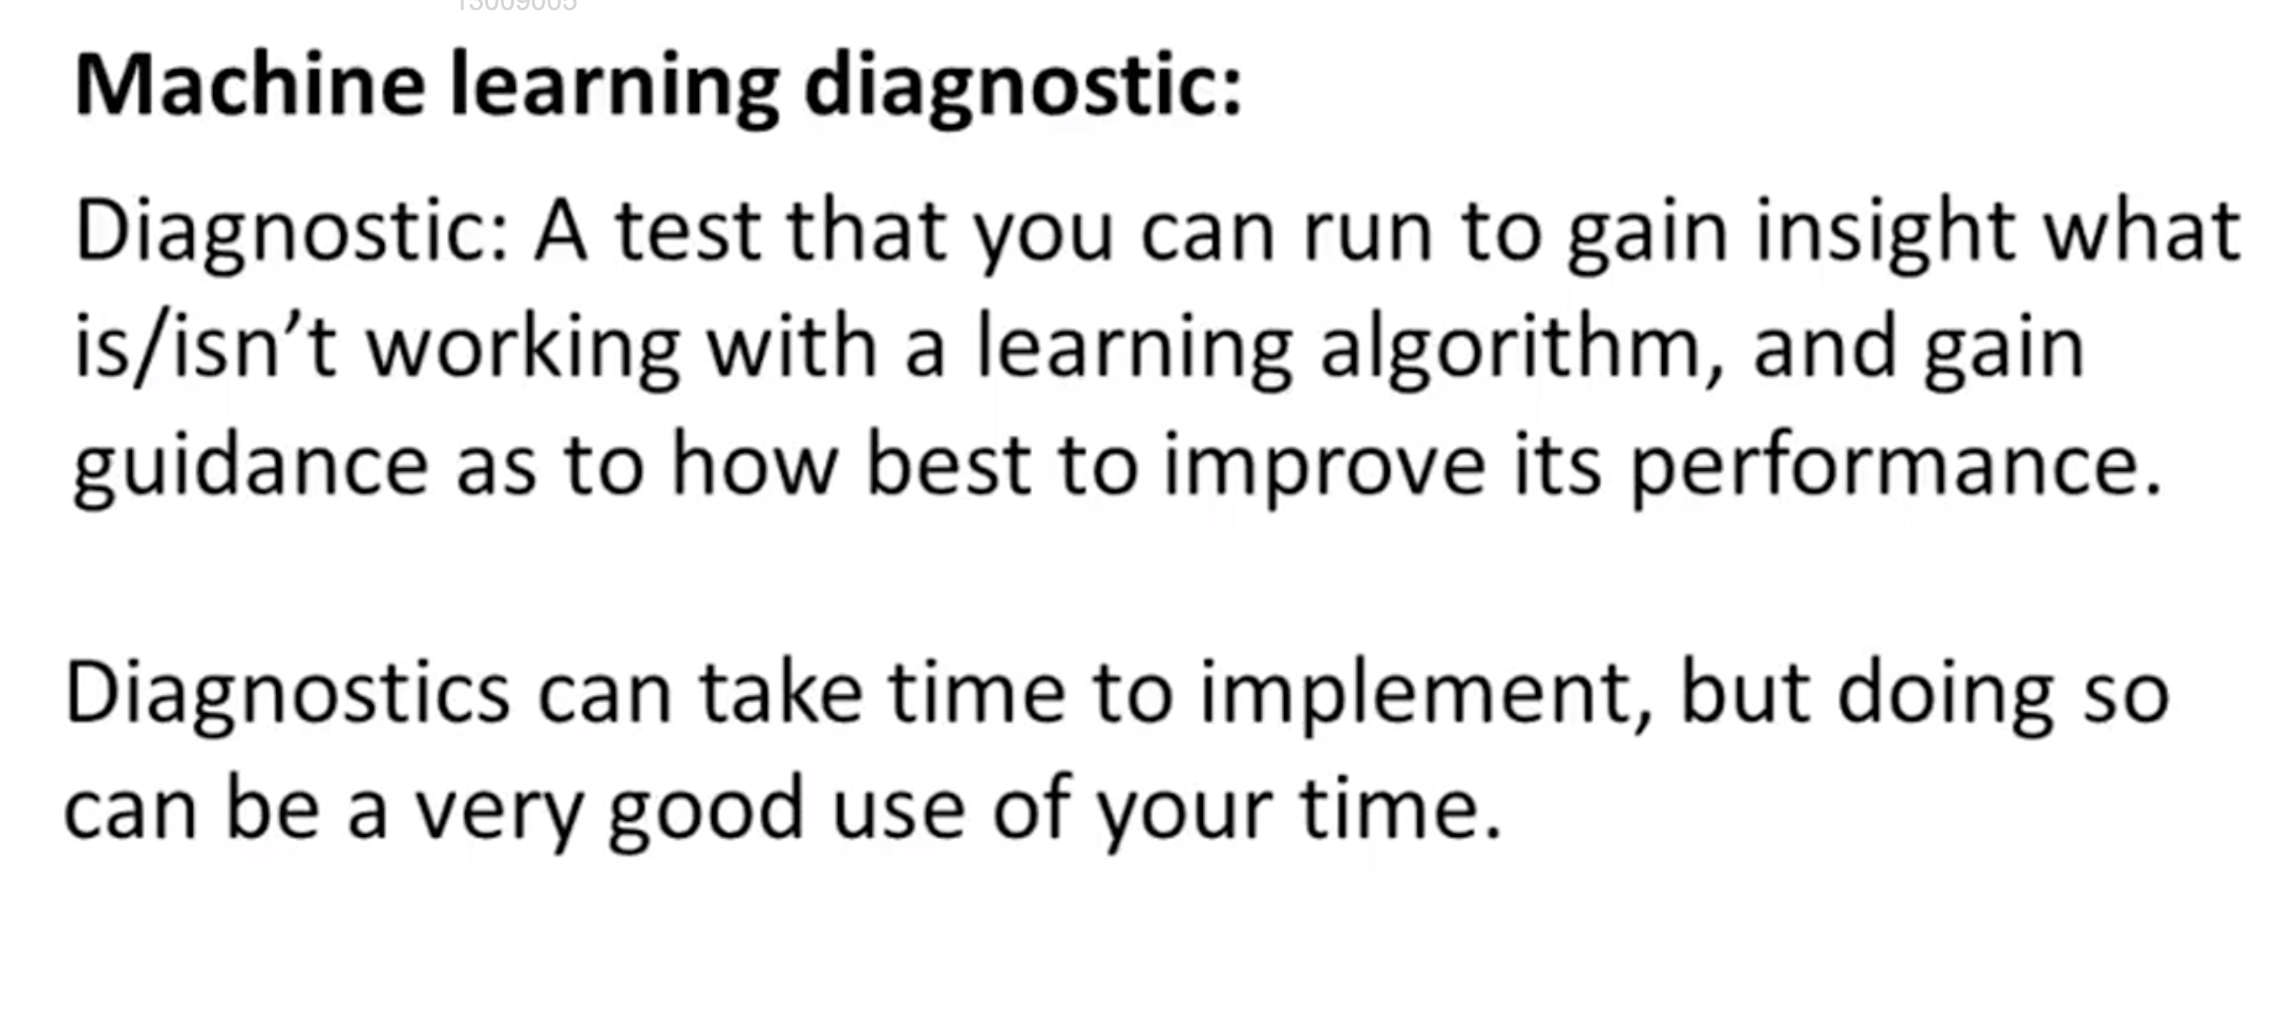 Machine learning diagnostic:
Diagnostic: A test that you can run to gain insight what
is/isn’t working with a learning algorithm, and gain
guidance as to how best to improve its performance.
Diagnostics can take time to implement, but doing so
can be a very good use of your time.